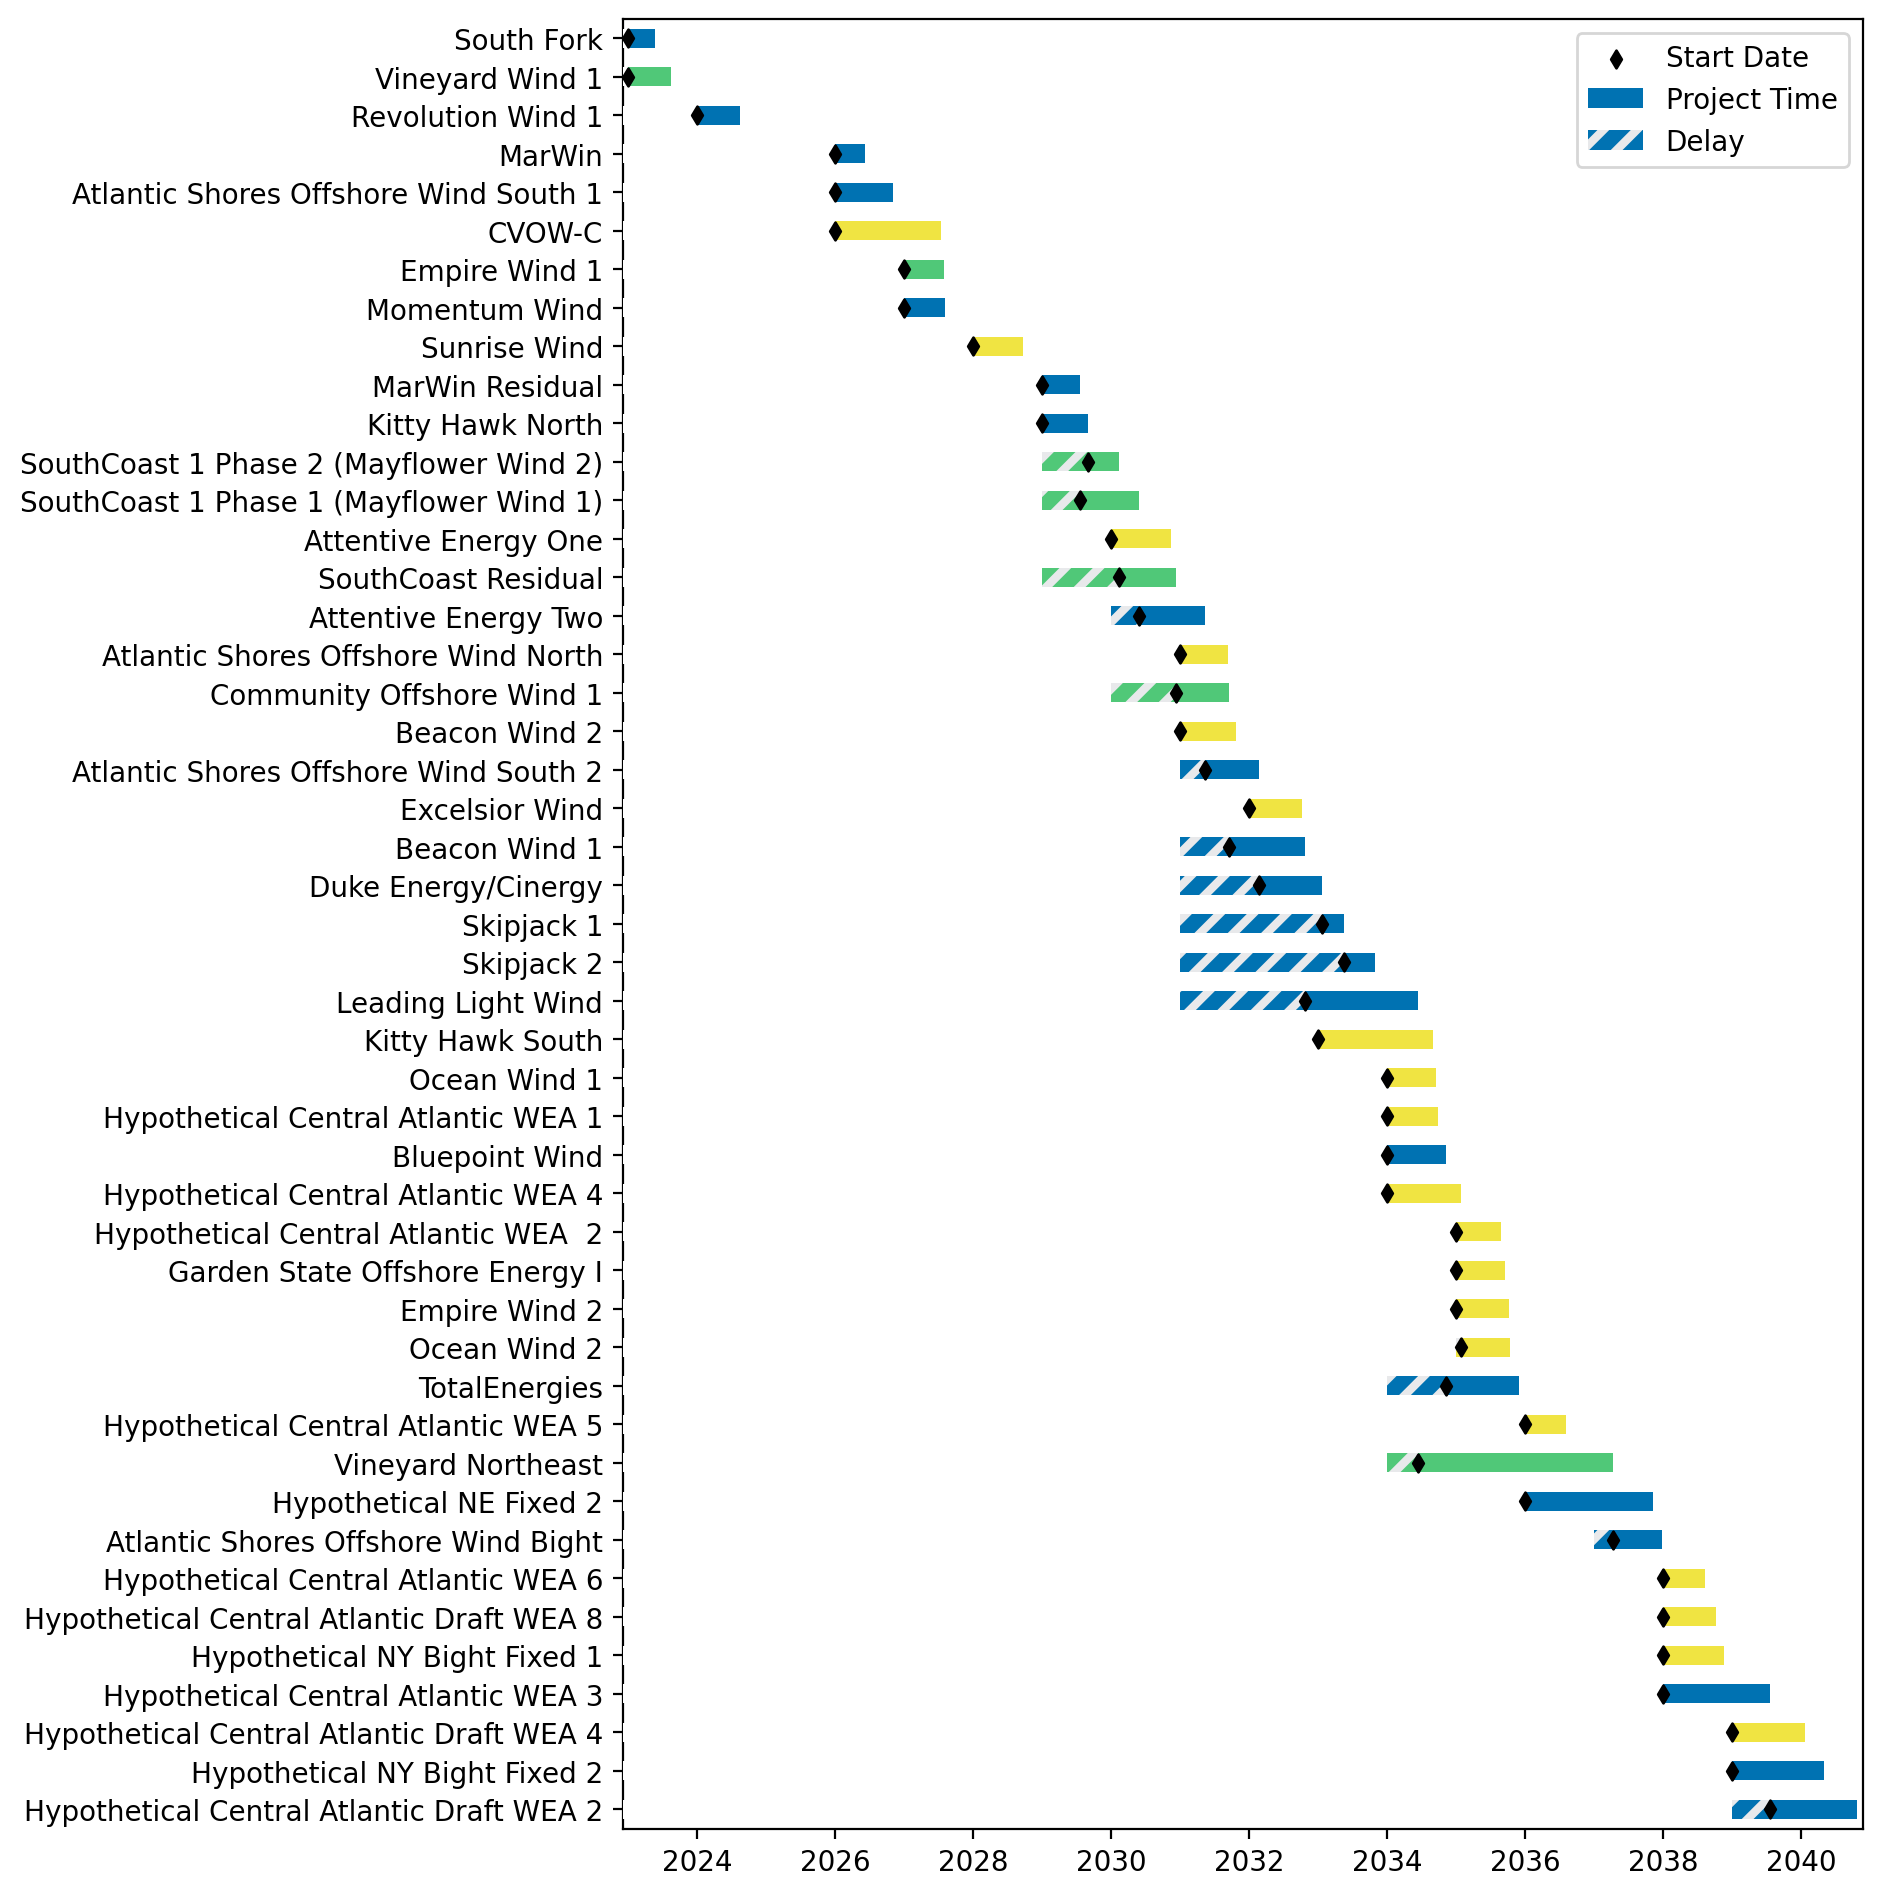 South Fork
Vineyard Wind 1
Revolution Wind 1
MarWin
Atlantic Shores Offshore Wind South 1
CVOW-C
Empire Wind 1
Momentum Wind
Sunrise Wind
MarWin Residual
Kitty Hawk North
SouthCoast 1 Phase 2 (Mayflower Wind 2)
SouthCoast 1 Phase 1 (Mayflower Wind 1)
Attentive Energy One
SouthCoast Residual
Attentive Energy Two
Atlantic Shores Offshore Wind North
Community Offshore Wind 1
Beacon Wind 2
Atlantic Shores Offshore Wind South 2
Excelsior Wind
Beacon Wind 1
Duke Energy/Cinergy
Skipjack 1
Skipjack 2
Leading Light Wind
Kitty Hawk South
Ocean Wind 1
Hypothetical Central Atlantic WEA 1
Bluepoint Wind
Hypothetical Central Atlantic WEA 4
Hypothetical Central Atlantic WEA  2
Garden State Offshore Energy I
Empire Wind 2
Ocean Wind 2
TotalEnergies
Hypothetical Central Atlantic WEA 5
Vineyard Northeast
Hypothetical NE Fixed 2
Atlantic Shores Offshore Wind Bight
Hypothetical Central Atlantic WEA 6
Hypothetical Central Atlantic Draft WEA 8
Hypothetical NY Bight Fixed 1
Hypothetical Central Atlantic WEA 3
Hypothetical Central Atlantic Draft WEA 4
Hypothetical NY Bight Fixed 2
Hypothetical Central Atlantic Draft WEA 2
Start Date
Project Time
Delay
2024 2026 2028 2030 2032 2034 2036 2038 2040